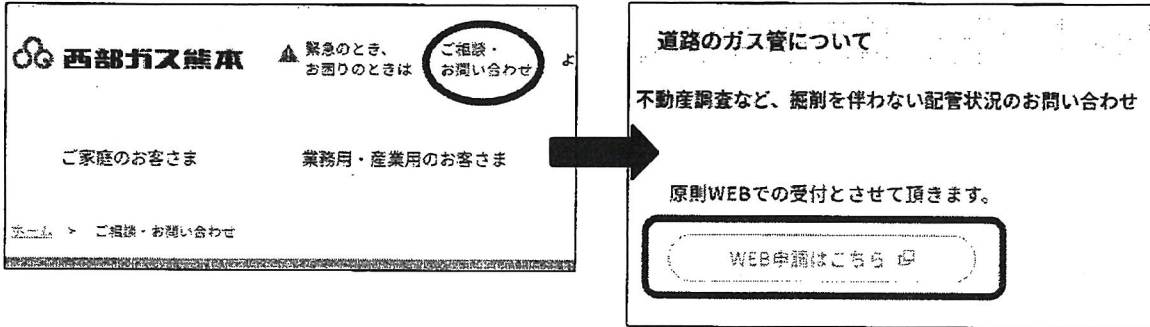 西部ガス熊本
緊急のとき、
お困りのときは
ご相談・
お問い合わせ
よ
ご家庭のお客さま
業務用・産業用のお客さま
ホーム > ご相談・お問い合わせ
道路のガス管について
不動産調査など、掘削を伴わない配管状況のお問い合わせ
原則WEBでの受付とさせて頂きます。
WEB申請はこちら